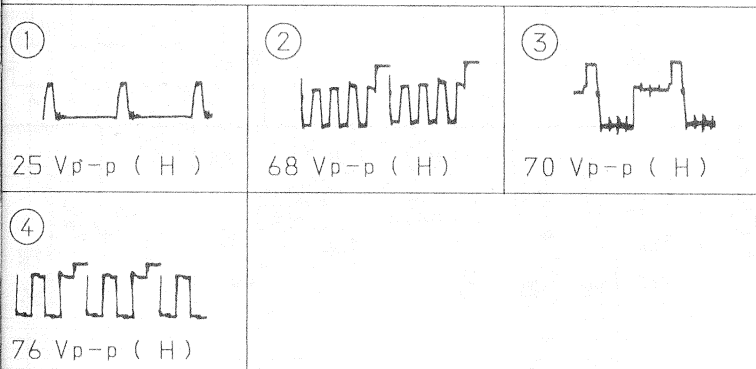 ①
②
③
25 Vp-p ( H )
68 Vp-p ( H )
70 Vp-p ( H )
④
76 Vp-p ( H )